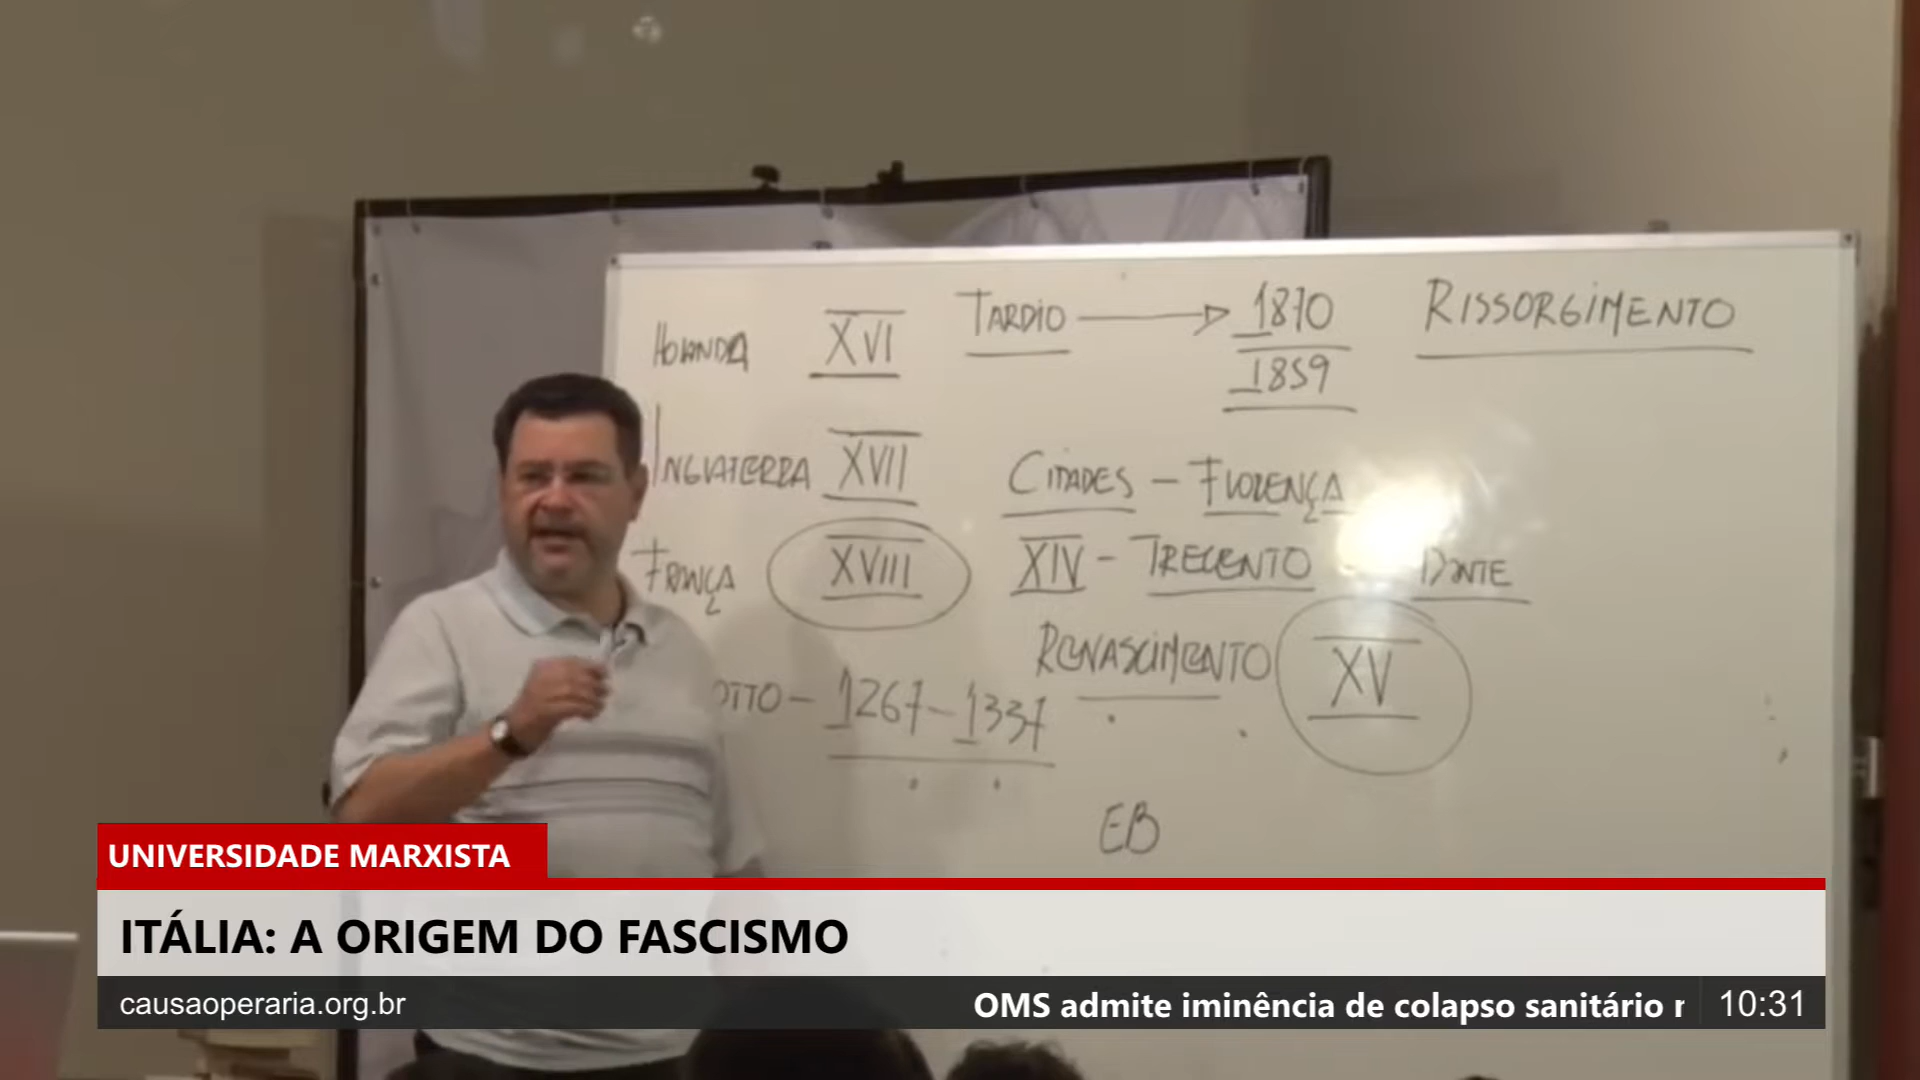 HOLANDA XVI TARDIO 1870 RISSORGIMENTO
1859
INGLATERRA XVII CIDADES - FLORENÇA
FRANÇA XVIII XIV - TRECENTO DANTE
RENASCIMENTO XV
OTTO - 1267-1337
EB
UNIVERSIDADE MARXISTA
ITÁLIA: A ORIGEM DO FASCISMO
causaoperaria.org.br OMS admite iminência de colapso sanitário r 10:31